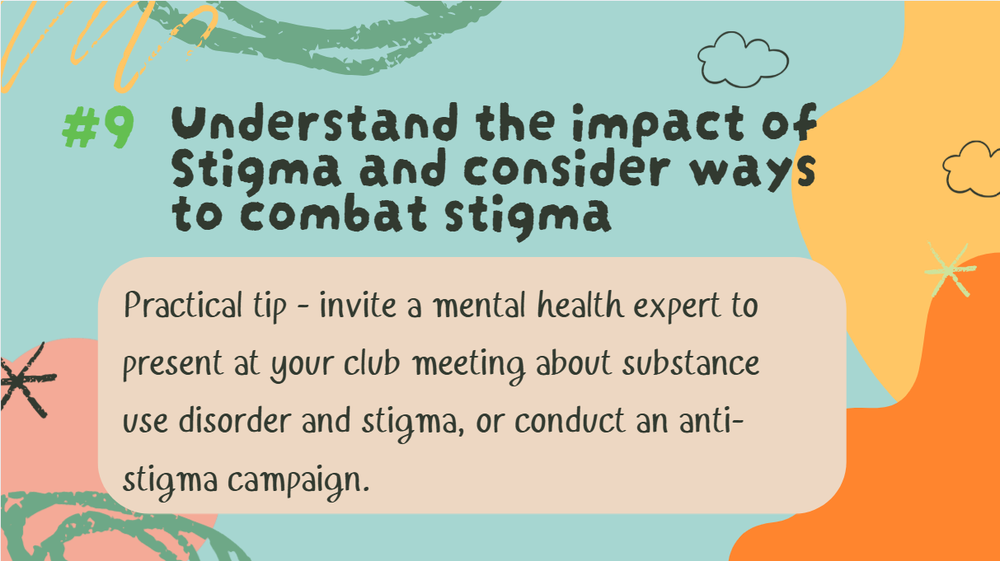 #9 Understand the impact of
Stigma and consider ways
to combat stigma
Practical tip - invite a mental health expert to
present at your club meeting about substance
use disorder and stigma, or conduct an anti-
stigma campaign.